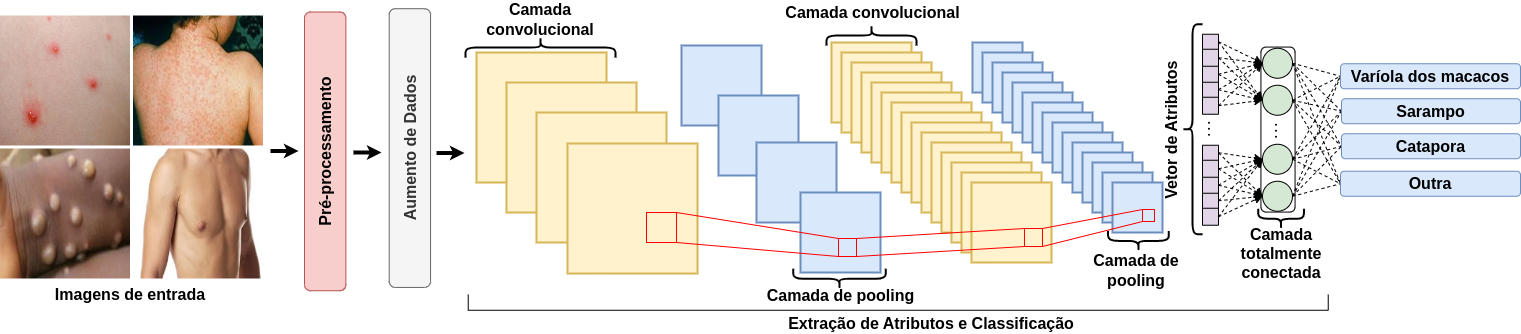 Imagens de entrada
Pré-processamento
Aumento de Dados
Camada
convolucional
Camada de pooling
Camada convolucional
Camada de
pooling
Vetor de Atributos
Camada
totalmente
conectada
Varíola dos macacos
Sarampo
Catapora
Outra
Extração de Atributos e Classificação